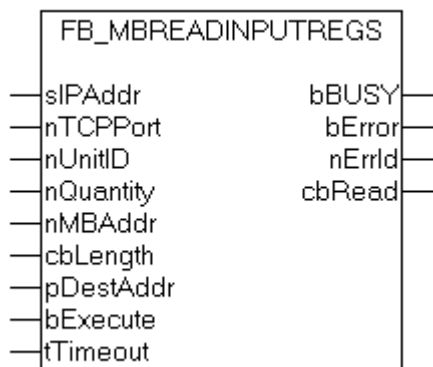 FB_MBREADINPUTREGS
sIPAddr bBUSY
nTCPPort bError
nUnitID nErrId
nQuantity cbRead
nMBAddr
cbLength
pDestAddr
bExecute
tTimeout